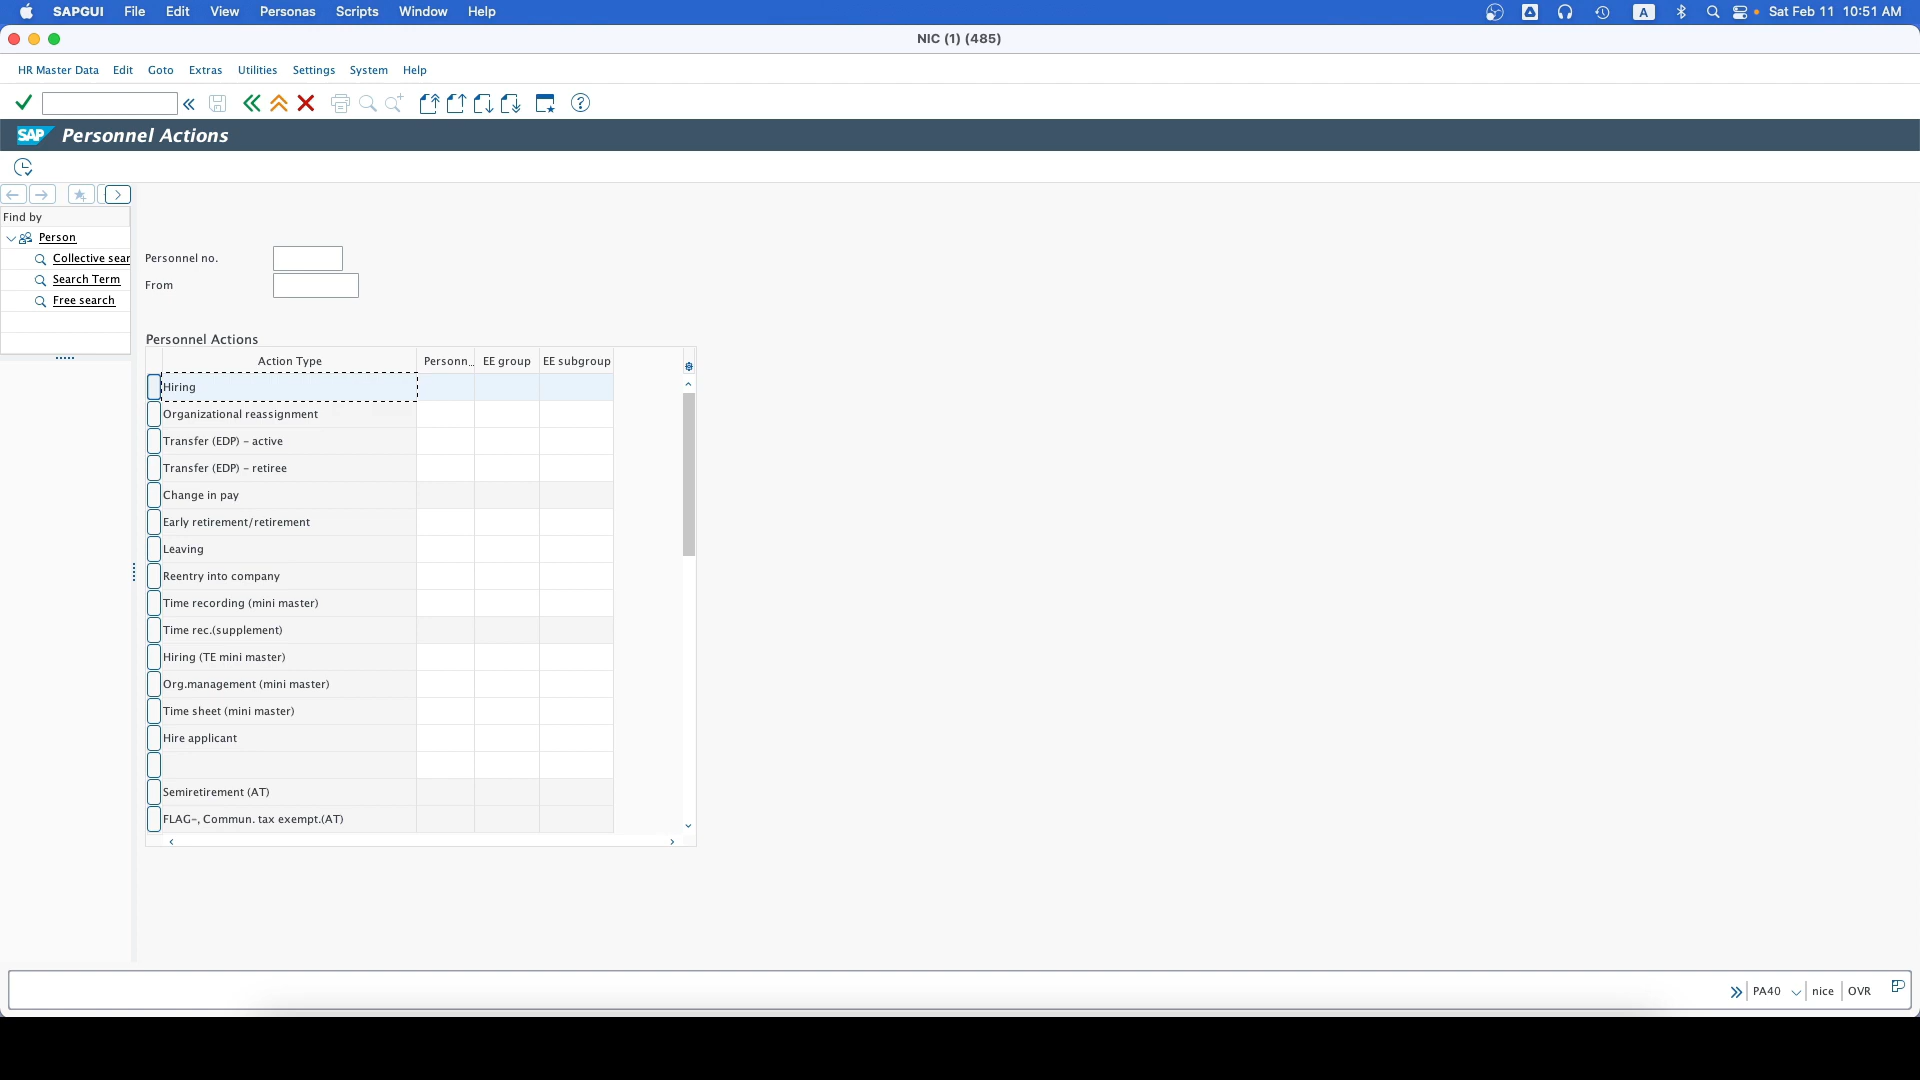 SAPGUI File Edit View Personas Scripts Window Help A Sat Feb 11 10:51 AM
NIC (1) (485)
HR Master Data Edit Goto Extras Utilities Settings System Help
SAP Personnel Actions
Find by
Person
Collective sear
Search Term
Free search
Personnel no.
From
Personnel Actions
Action Type Personn... EE group EE subgroup
Hiring
Organizational reassignment
Transfer (EDP) - active
Transfer (EDP) - retiree
Change in pay
Early retirement/retirement
Leaving
Reentry into company
Time recording (mini master)
Time rec.(supplement)
Hiring (TE mini master)
Org.management (mini master)
Time sheet (mini master)
Hire applicant
Semiretirement (AT)
FLAG-, Commun. tax exempt.(AT)
PA40 nice OVR